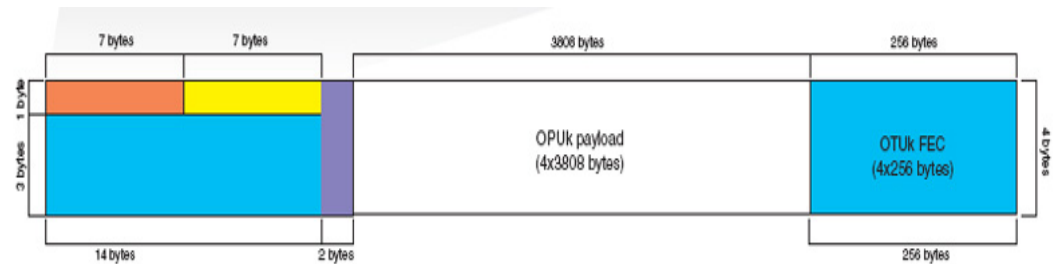 7 bytes
7 bytes
3808 bytes
256 bytes
1 byte
3 bytes
OPUk payload
(4x3808 bytes)
OTUk FEC
(4x256 bytes)
4 bytes
14 bytes
2 bytes
256 bytes